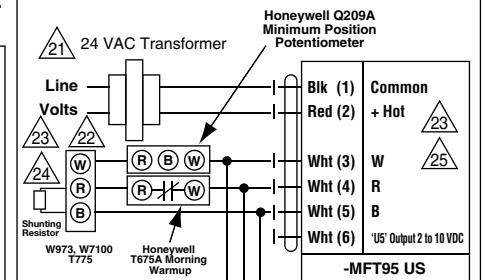 Honeywell Q209A
Minimum Position
Potentiometer
21 24 VAC Transformer
Line
Volts
Blk (1) Common
Red (2) + Hot
23
23 22
24
25
W R B W
Wht (3) W
R R W
Wht (4) R
B
Wht (5) B
Wht (6) ‘U5’ Output 2 to 10 VDC
Shunting
Resistor
W973, W7100
T775
Honeywell
T675A Morning
Warmup
-MFT95 US